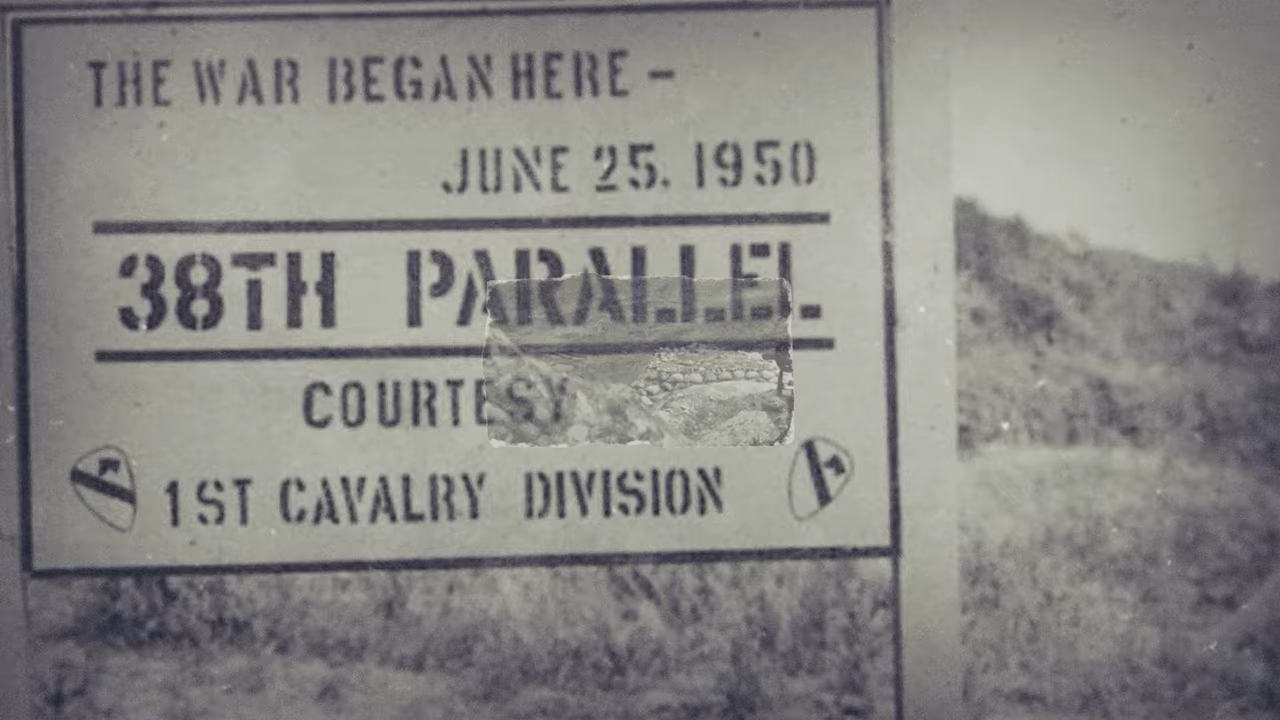 THE WAR BEGAN HERE –
JUNE 25. 1950
38TH PARALLEL
COURTESY
1ST CAVALRY DIVISION